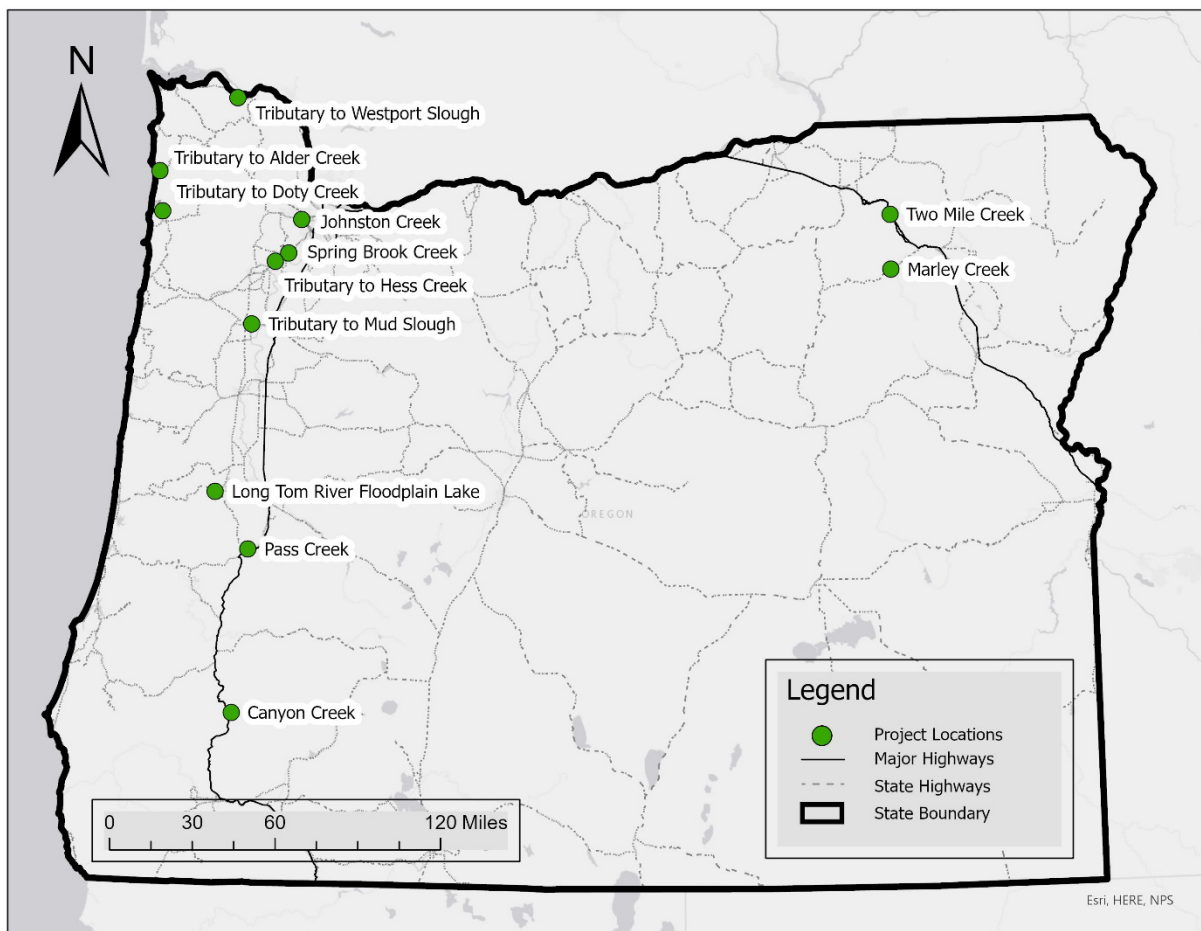 N
Tributary to Westport Slough
Tributary to Alder Creek
Tributary to Doty Creek
Johnston Creek
Two Mile Creek
Spring Brook Creek
Marley Creek
Tributary to Hess Creek
Tributary to Mud Slough
Long Tom River Floodplain Lake
OREGON
Pass Creek
Canyon Creek
Legend
Project Locations
Major Highways
State Highways
State Boundary
0 30 60 120 Miles
Esri, HERE, NPS